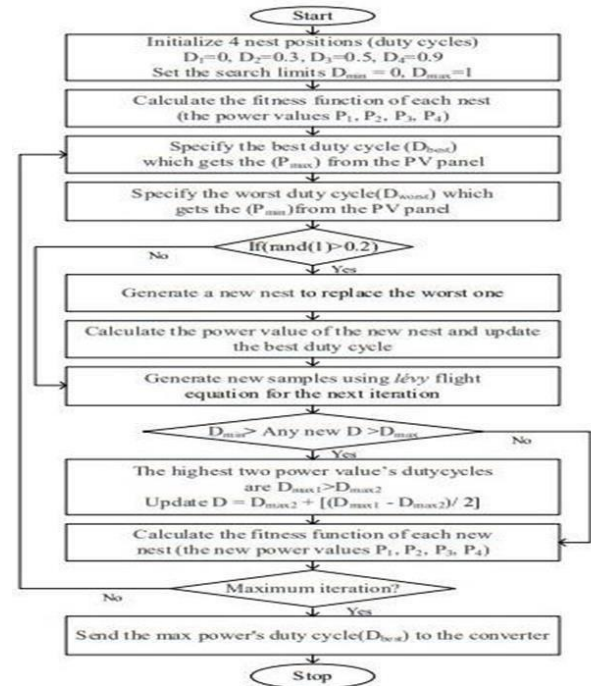 Start
Initialize 4 nest positions (duty cycles)
D₁=0, D₂=0.3, D₃=0.5, D₄=0.9
Set the search limits Dmin = 0, Dmax=1
Calculate the fitness function of each nest
(the power values P₁, P₂, P₃, P₄)
Specify the best duty cycle (Dbest)
which gets the (Pmax) from the PV panel
Specify the worst duty cycle(Dworst) which
gets the (Pmin)from the PV panel
If(rand(1)>0.2)
No
Yes
Generate a new nest to replace the worst one
Calculate the power value of the new nest and update
the best duty cycle
Generate new samples using lévy flight
equation for the next iteration
Dmin> Any new D >Dmax
No
Yes
The highest two power value's dutycycles
are Dmax1>Dmax2
Update D = Dmax2 + [(Dmax1 - Dmax2)/ 2]
Calculate the fitness function of each new
nest (the new power values P₁, P₂, P₃, P₄)
Maximum iteration?
No
Yes
Send the max power's duty cycle(Dbest) to the converter
Stop